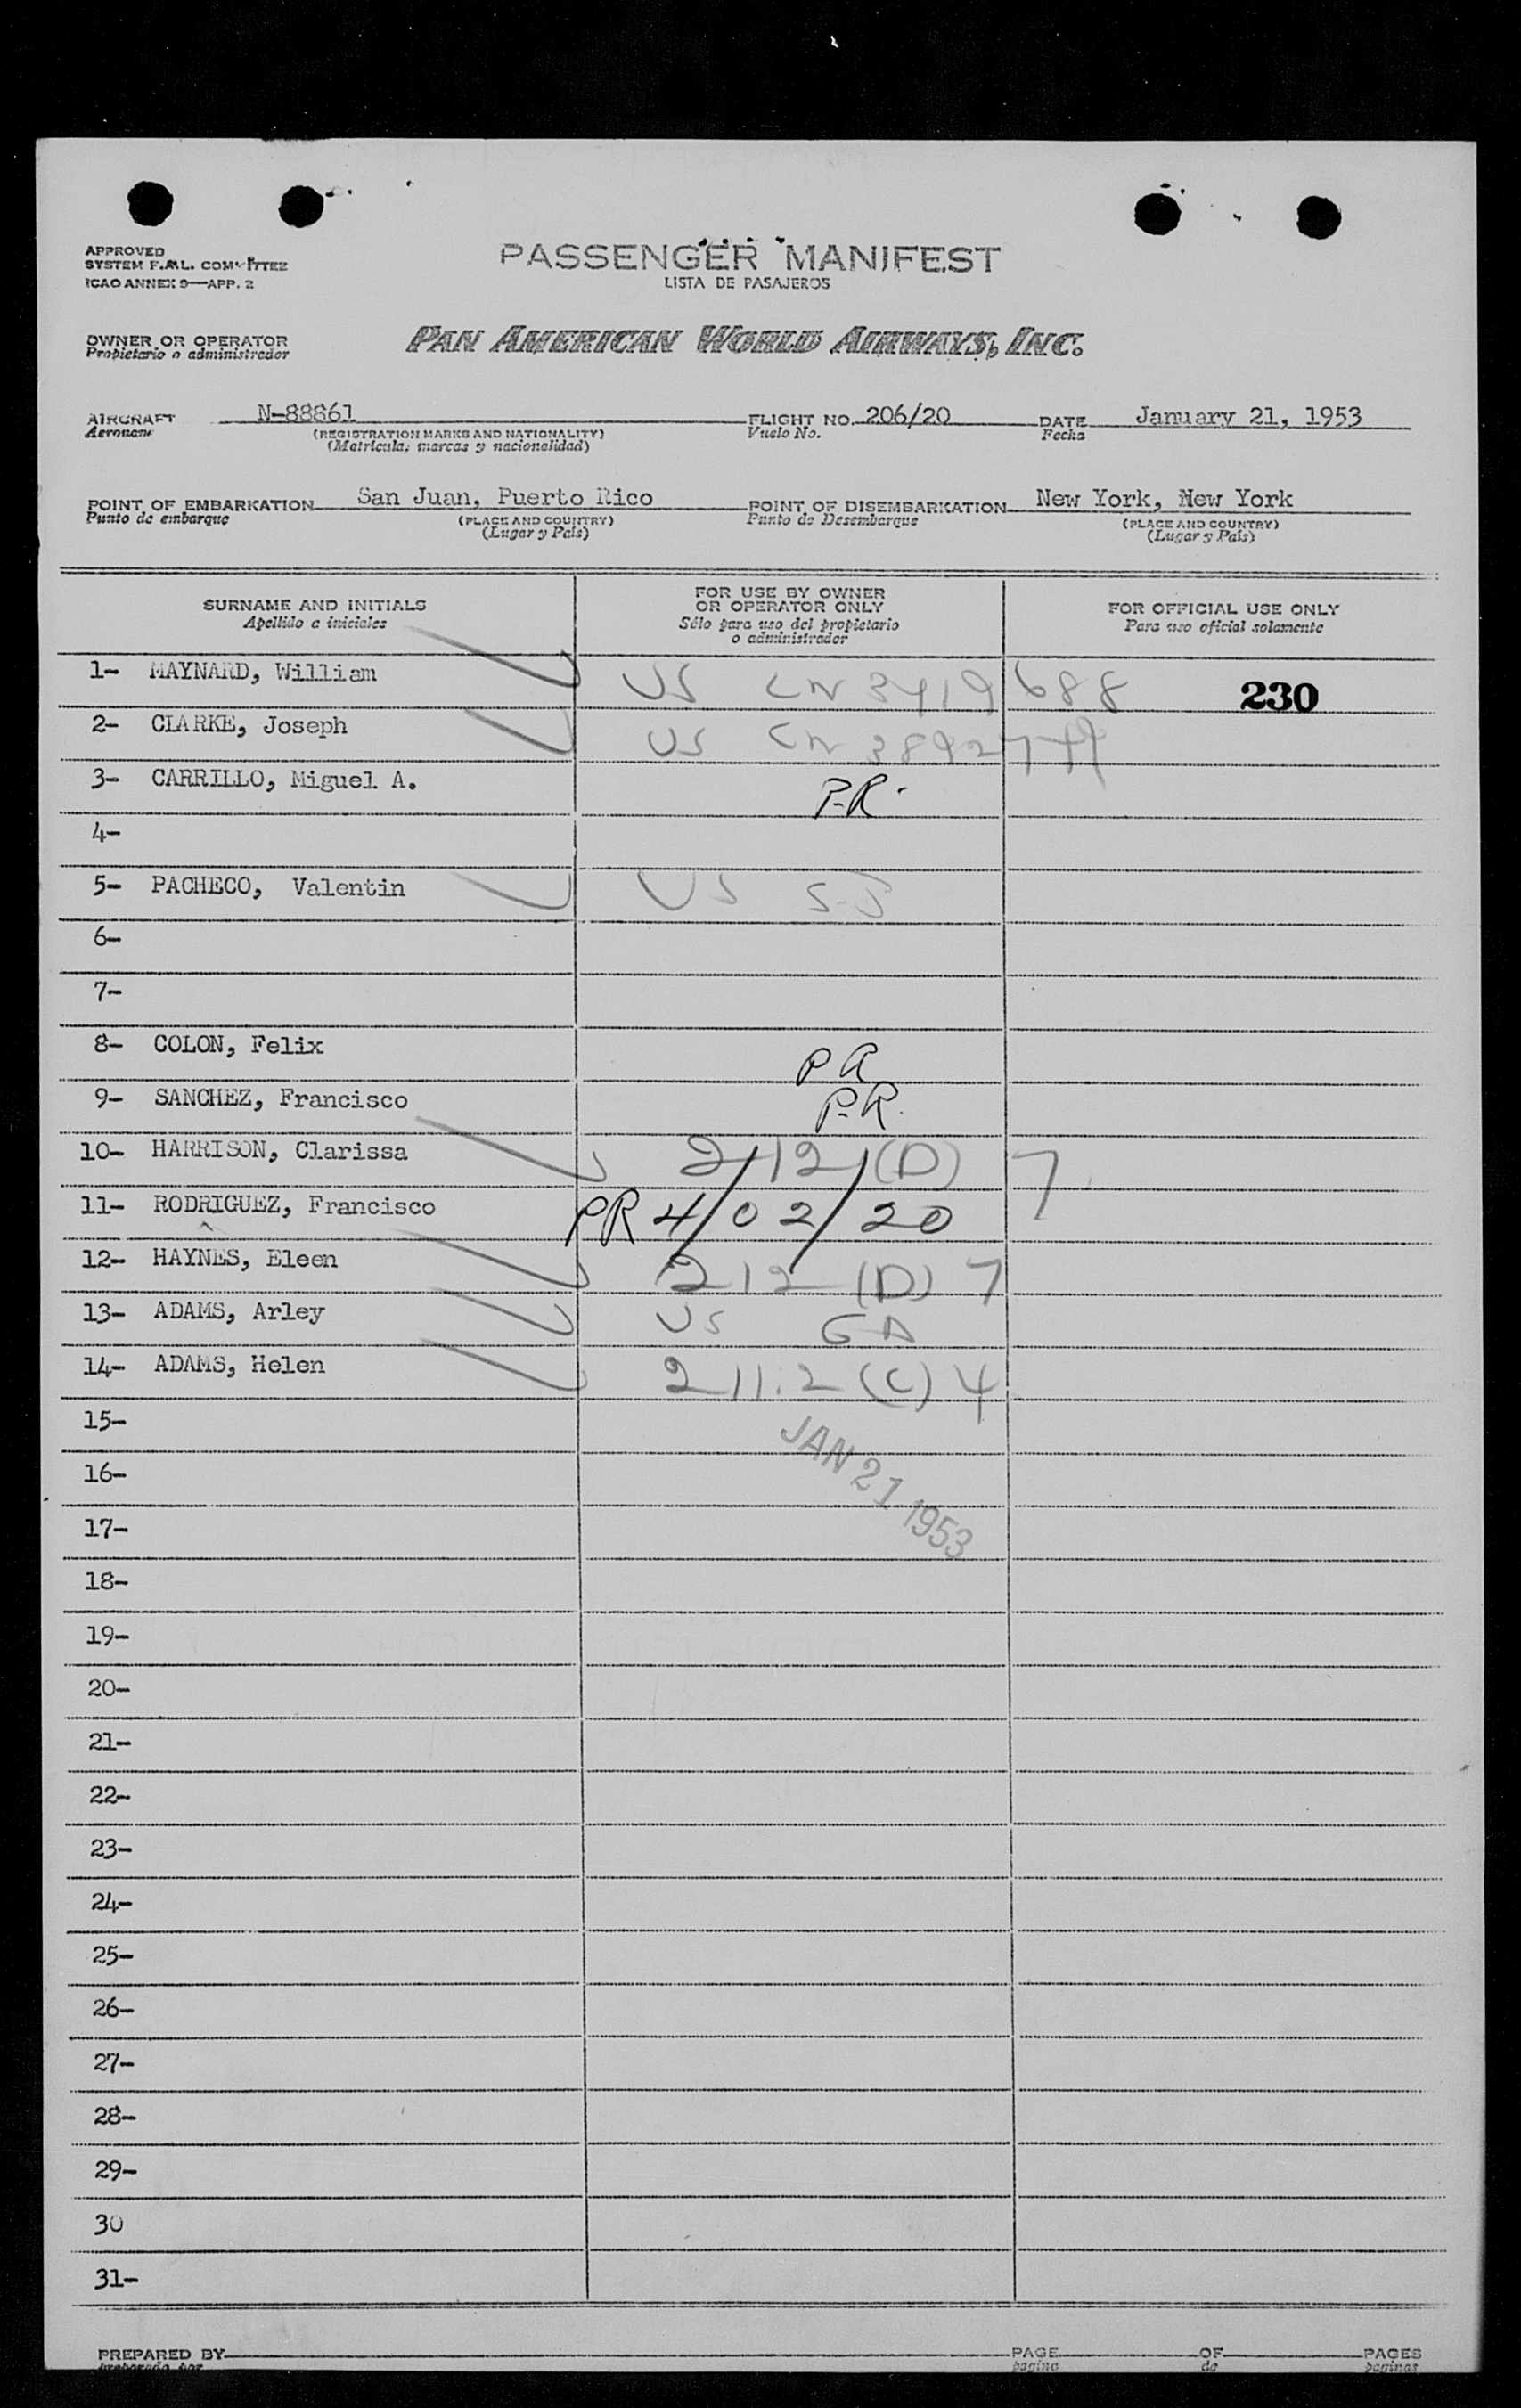 APPROVED
SYSTEM F.A.L. COMMITTEE
ICAO ANNEX 9—APP. 2
PASSENGER MANIFEST
LISTA DE PASAJEROS
OWNER OR OPERATOR
Propietario o administrador
PAN AMERICAN WORLD AIRWAYS, INC.
AIRCRAFT N-88861 FLIGHT NO. 206/20 DATE January 21, 1953
Aeronave (REGISTRATION MARKS AND NATIONALITY) Vuelo No. Fecha
(Matricula, marcas y nacionalidad)
POINT OF EMBARKATION San Juan, Puerto Rico POINT OF DISEMBARKATION New York, New York
Punto de embarque (PLACE AND COUNTRY) Punto de Desembarque (PLACE AND COUNTRY)
(Lugar y País) (Lugar y País)
SURNAME AND INITIALS FOR USE BY OWNER OR OPERATOR ONLY FOR OFFICIAL USE ONLY
Apellido e iniciales Sólo para uso del propietario o administrador Para uso oficial solamente
1- MAYNARD, William US CN 3419688 230
2- CLARKE, Joseph US CN
3- CARRILLO, Miguel A. P.R.
4-
5- PACHECO, Valentin US S.J
6-
7-
8- COLON, Felix PR
9- SANCHEZ, Francisco P.R.
10- HARRISON, Clarissa 212 (D) 7
11- RODRIGUEZ, Francisco PR 4/02/20
12- HAYNES, Eleen 212 (D) 7
13- ADAMS, Arley US GA
14- ADAMS, Helen 211.2 (C) 4
15-
JAN 21 1953
16-
17-
18-
19-
20-
21-
22-
23-
24-
25-
26-
27-
28-
29-
30
31-
PREPARED BY PAGE OF PAGES
preparado por pagina de paginas